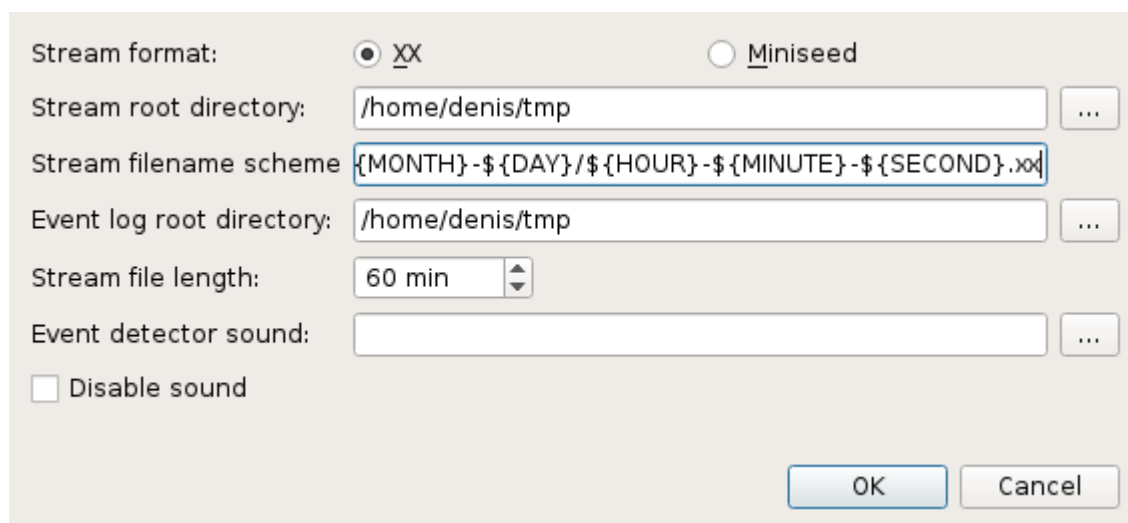 Stream format: XX Miniseed
Stream root directory: /home/denis/tmp ...
Stream filename scheme {MONTH}-${DAY}/${HOUR}-${MINUTE}-${SECOND}.xx
Event log root directory: /home/denis/tmp ...
Stream file length: 60 min
Event detector sound: ...
Disable sound
OK Cancel